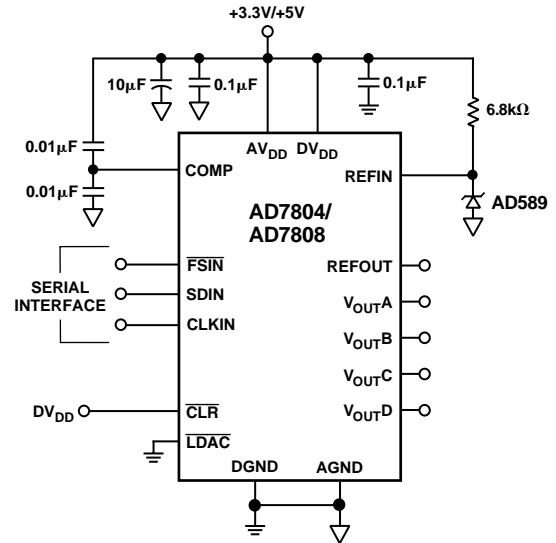 +3.3V/+5V
10μF
0.1μF
0.1μF
6.8kΩ
0.01μF
0.01μF
AV_DD
DV_DD
COMP
REFIN
AD589
AD7804/
AD7808
SERIAL
INTERFACE
FSIN
SDIN
CLKIN
REFOUT
V_OUTA
V_OUTB
V_OUTC
V_OUTD
DV_DD
CLR
LDAC
DGND
AGND